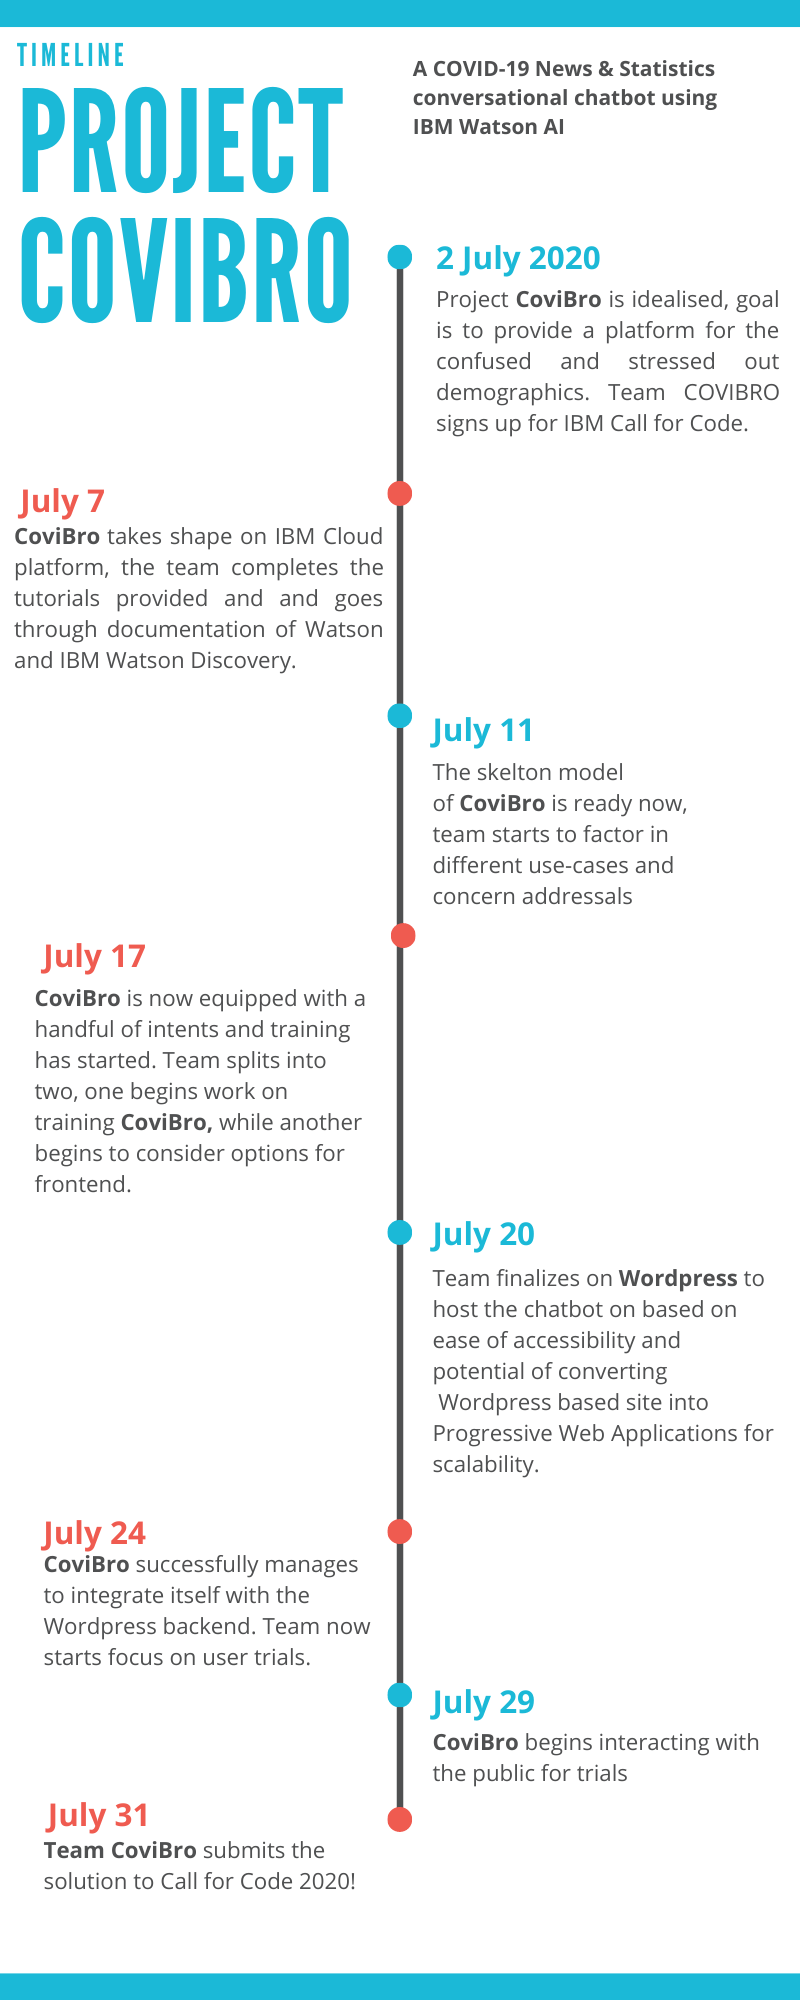 TIMELINE
PROJECT
COVIBRO
A COVID-19 News & Statistics
conversational chatbot using
IBM Watson AI
2 July 2020
Project CoviBro is idealised, goal
is to provide a platform for the
confused and stressed out
demographics. Team COVIBRO
signs up for IBM Call for Code.
July 7
CoviBro takes shape on IBM Cloud
platform, the team completes the
tutorials provided and and goes
through documentation of Watson
and IBM Watson Discovery.
July 11
The skelton model
of CoviBro is ready now,
team starts to factor in
different use-cases and
concern addressals
July 17
CoviBro is now equipped with a
handful of intents and training
has started. Team splits into
two, one begins work on
training CoviBro, while another
begins to consider options for
frontend.
July 20
Team finalizes on Wordpress to
host the chatbot on based on
ease of accessibility and
potential of converting
Wordpress based site into
Progressive Web Applications for
scalability.
July 24
CoviBro successfully manages
to integrate itself with the
Wordpress backend. Team now
starts focus on user trials.
July 29
CoviBro begins interacting with
the public for trials
July 31
Team CoviBro submits the
solution to Call for Code 2020!